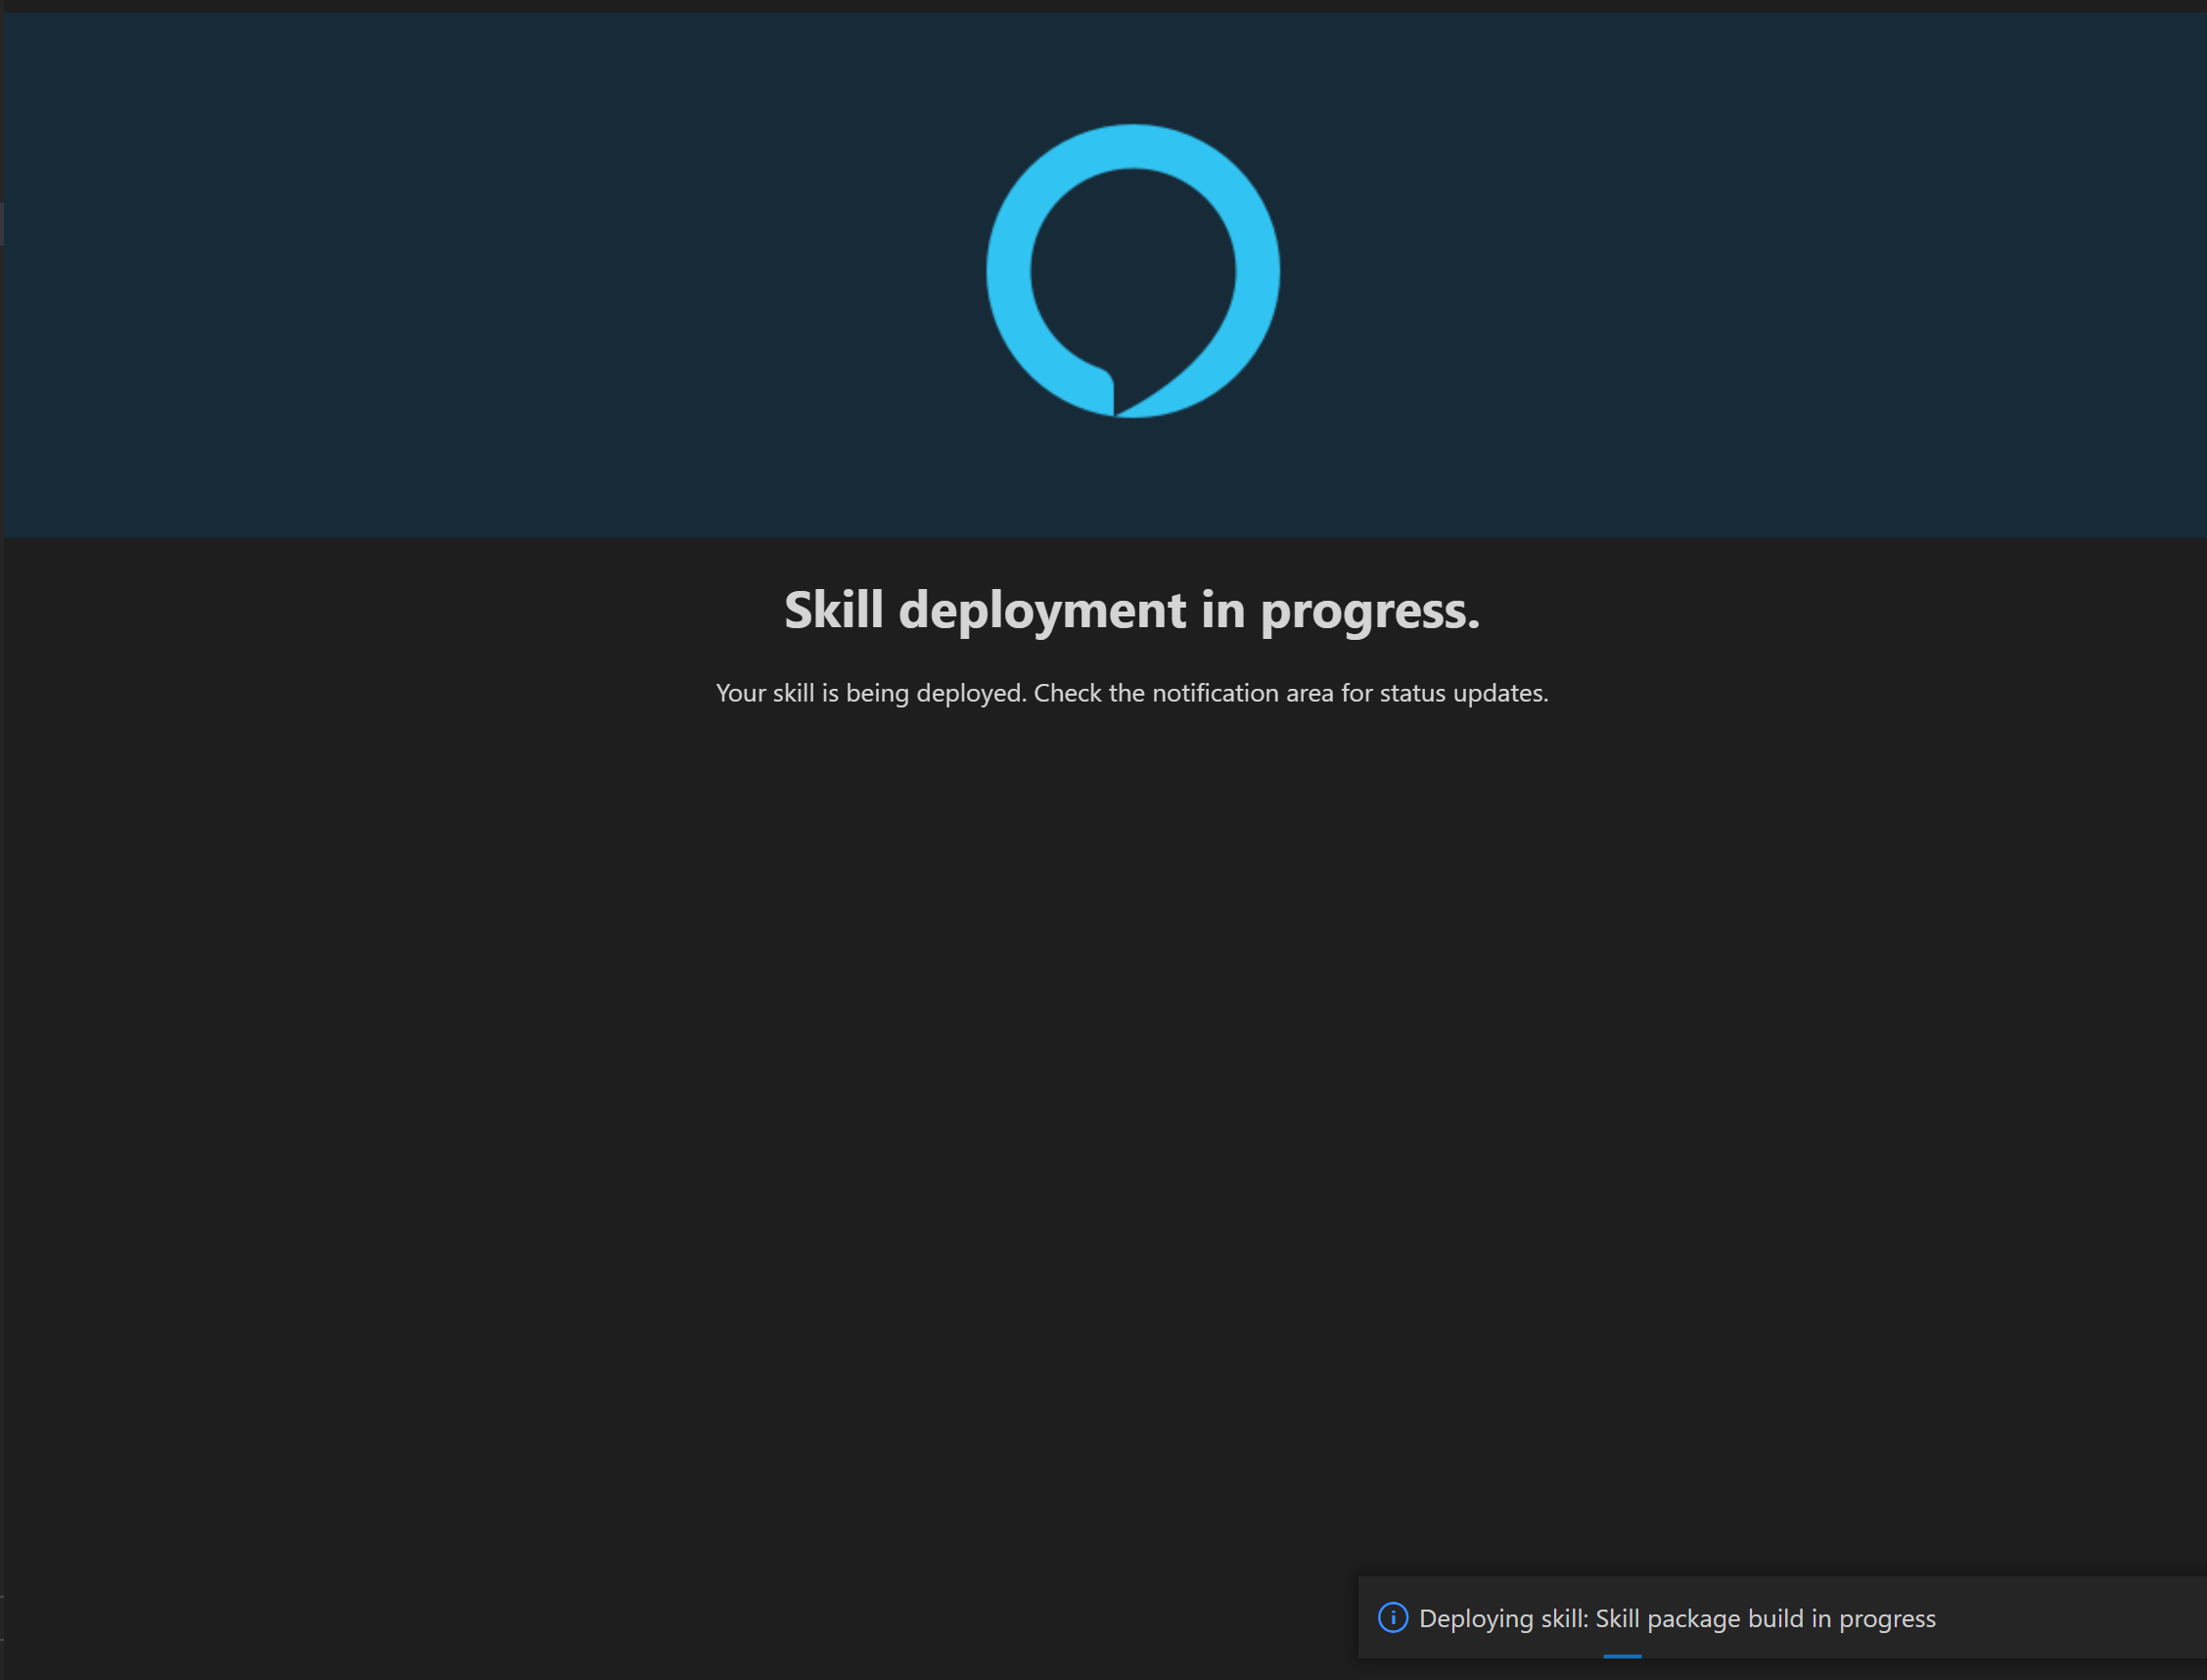 Skill deployment in progress.
Your skill is being deployed. Check the notification area for status updates.
Deploying skill: Skill package build in progress